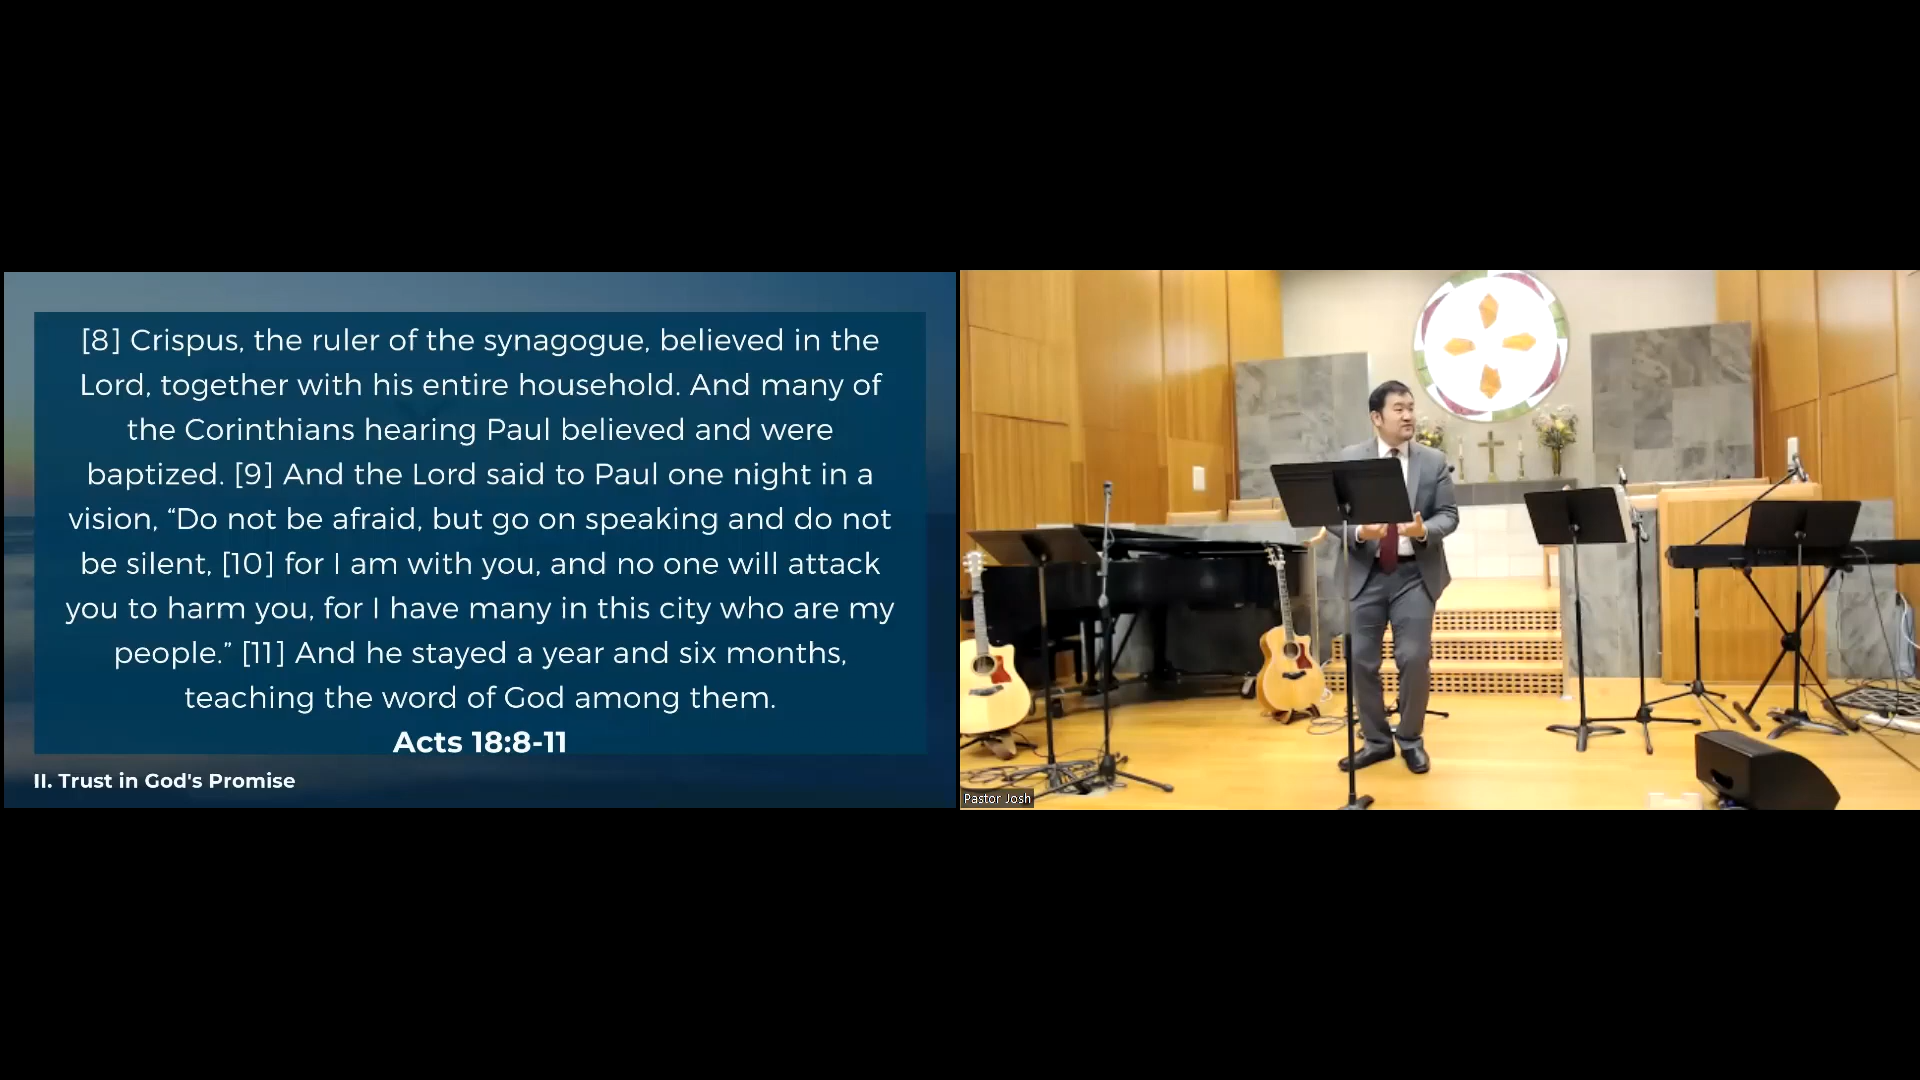 [8] Crispus, the ruler of the synagogue, believed in the
Lord, together with his entire household. And many of
the Corinthians hearing Paul believed and were
baptized. [9] And the Lord said to Paul one night in a
vision, “Do not be afraid, but go on speaking and do not
be silent, [10] for I am with you, and no one will attack
you to harm you, for I have many in this city who are my
people.” [11] And he stayed a year and six months,
teaching the word of God among them.
Acts 18:8-11
II. Trust in God's Promise
Pastor Josh